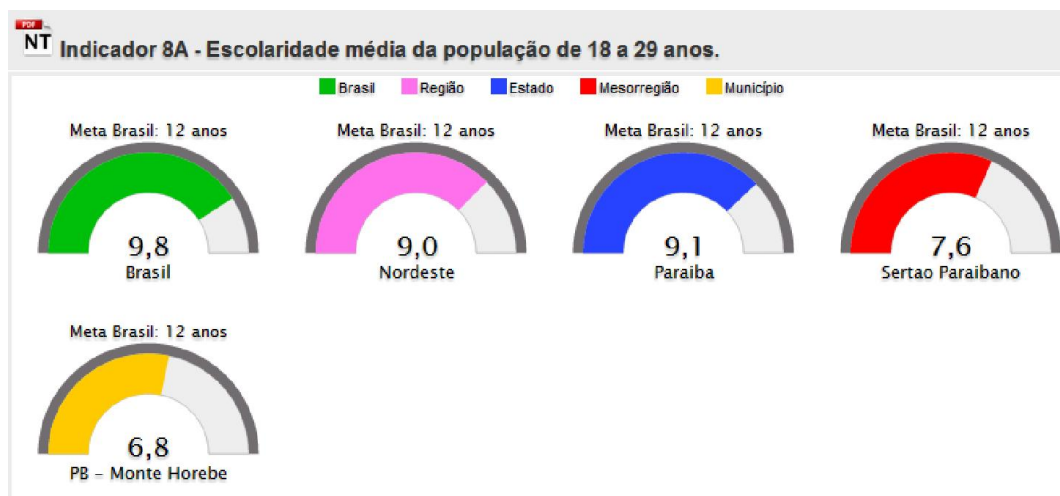 PDF
NT
Indicador 8A - Escolaridade média da população de 18 a 29 anos.
Brasil Região Estado Mesorregião Município
Meta Brasil: 12 anos
9,8
Brasil
Meta Brasil: 12 anos
9,0
Nordeste
Meta Brasil: 12 anos
9,1
Paraiba
Meta Brasil: 12 anos
7,6
Sertao Paraibano
Meta Brasil: 12 anos
6,8
PB - Monte Horebe